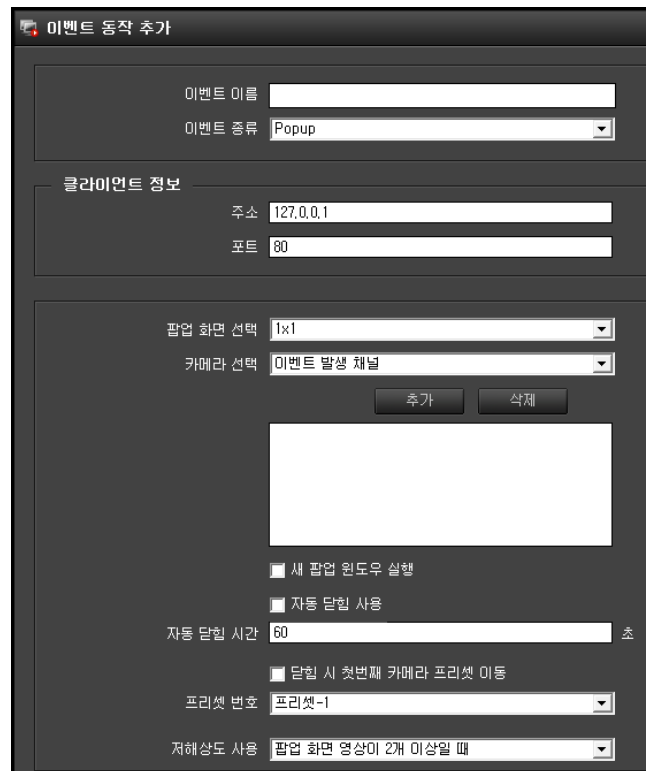 이벤트 동작 추가
이벤트 이름
이벤트 종류 Popup
클라이언트 정보
주소 127,0,0,1
포트 80
팝업 화면 선택 1x1
카메라 선택 이벤트 발생 채널
추가 삭제
새 팝업 윈도우 실행
자동 닫힘 사용
자동 닫힘 시간 60 초
닫힘 시 첫번째 카메라 프리셋 이동
프리셋 번호 프리셋-1
저해상도 사용 팝업 화면 영상이 2개 이상일 때